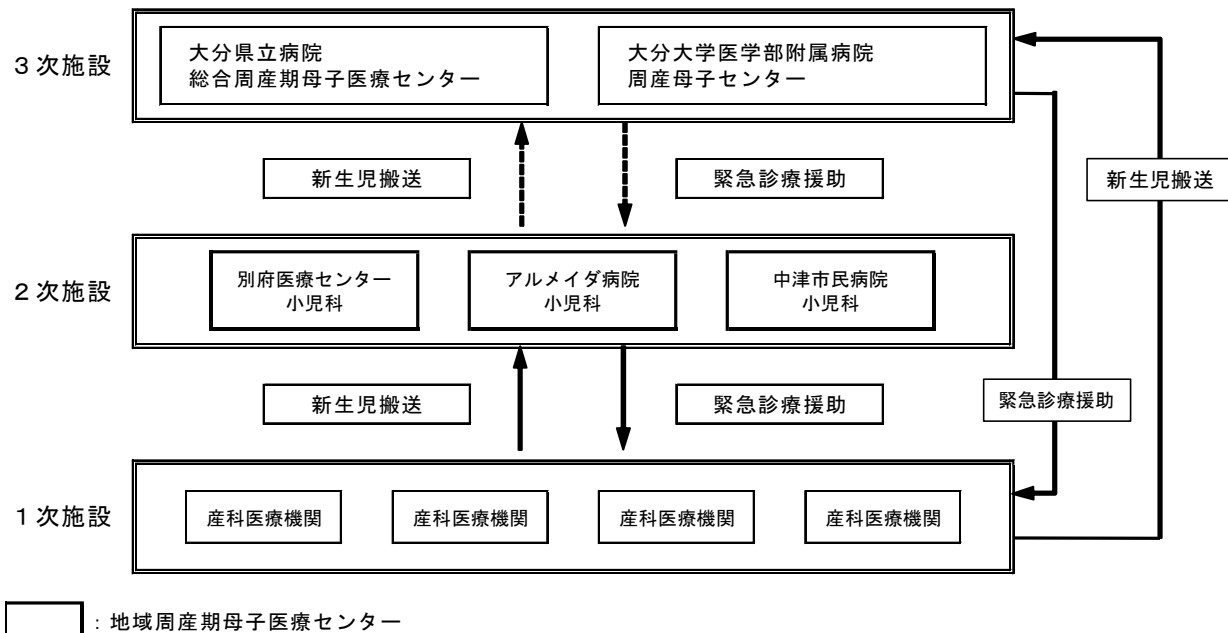 3次施設
大分県立病院
総合周産期母子医療センター
大分大学医学部附属病院
周産母子センター
新生児搬送
緊急診療援助
新生児搬送
2次施設
別府医療センター
小児科
アルメイダ病院
小児科
中津市民病院
小児科
新生児搬送
緊急診療援助
緊急診療援助
1次施設
産科医療機関
産科医療機関
産科医療機関
産科医療機関
：地域周産期母子医療センター